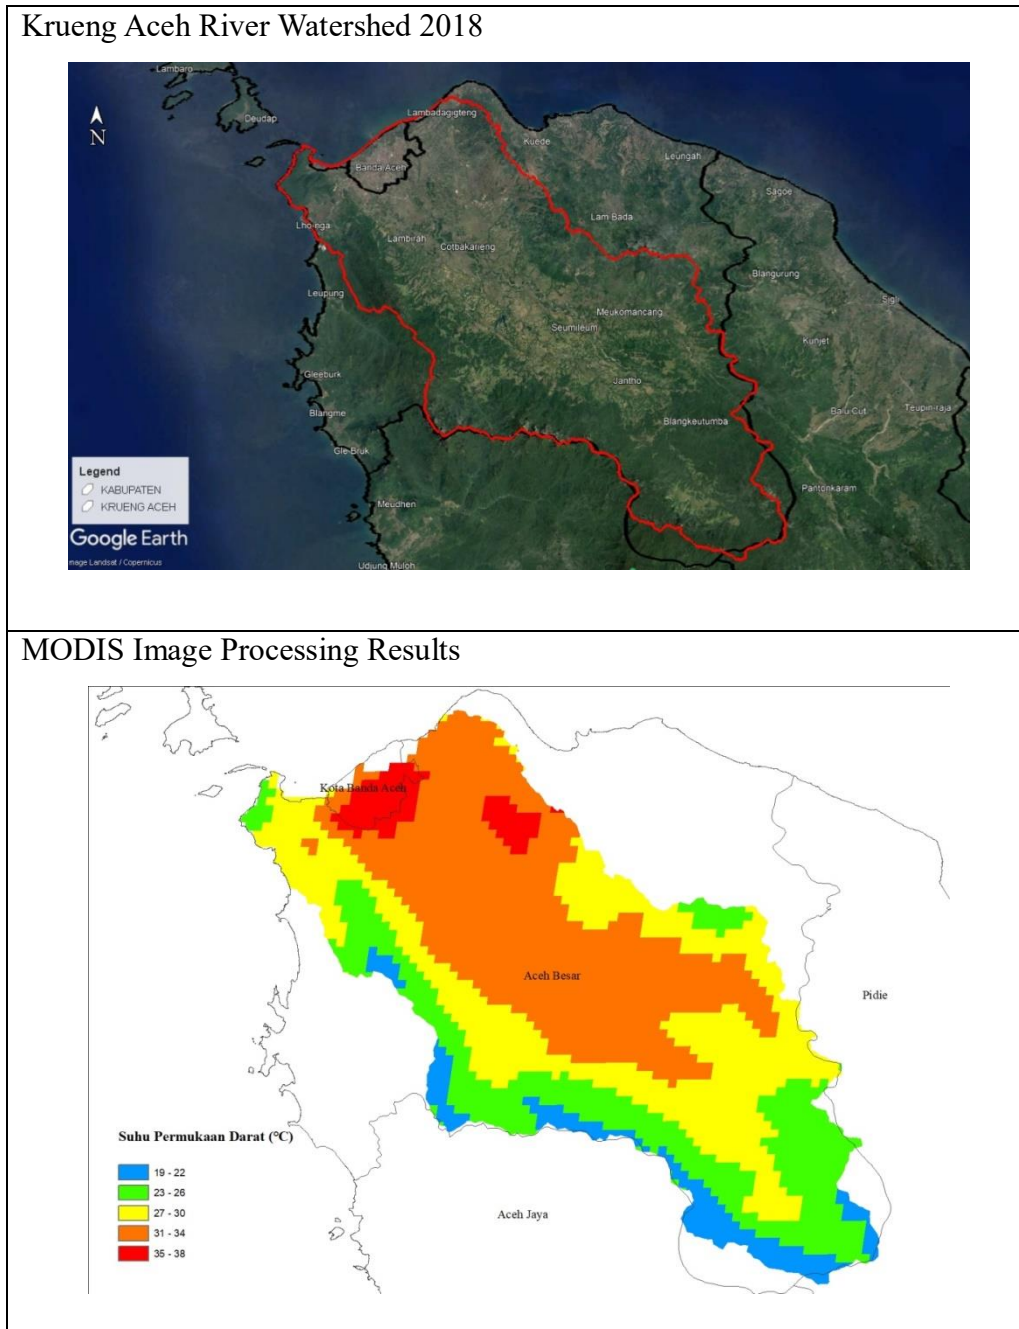 Krueng Aceh River Watershed 2018
Lambaro
Deudap
N
Lambadagigteng
Kuede
Leungah
Banda Aceh
Sagoe
Lho-nga
Lam Bada
Lambirah
Cotbakalieng
Blangurung
Leupung
Sigli
Meukomancang
Seumileum
Kunjet
Gleeburk
Jantho
Blangme
Balu Cut
Teupin-raja
Blangkeutumba
Gle Bruk
Legend
KABUPATEN
KRUENG ACEH
Pantonkaram
Meudhen
Google Earth
mage Landsat / Copernicus
Udjung Muloh
MODIS Image Processing Results
Kota Banda Aceh
Aceh Besar
Pidie
Suhu Permukaan Darat (°C)
19 - 22
23 - 26
27 - 30
31 - 34
35 - 38
Aceh Jaya